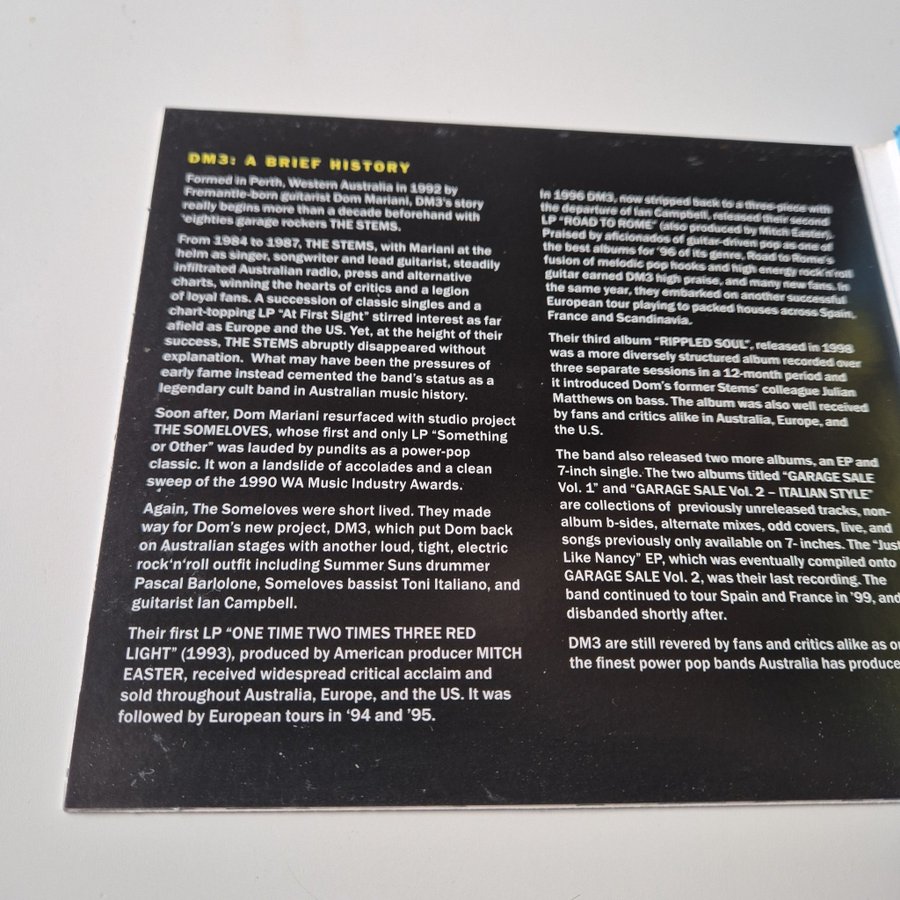 DM3: A BRIEF HISTORY
Formed in Perth, Western Australia in 1992 by
Fremantle-born guitarist Dom Mariani, DM3's story
really begins more than a decade beforehand with
'eighties garage rockers THE STEMS.
From 1984 to 1987, THE STEMS, with Mariani at the
helm as singer, songwriter and lead guitarist, steadily
infiltrated Australian radio, press and alternative
charts, winning the hearts of critics and a legion
of loyal fans. A succession of classic singles and a
chart-topping LP “At First Sight” stirred interest as far
afield as Europe and the US. Yet, at the height of their
success, THE STEMS abruptly disappeared without
explanation. What may have been the pressures of
early fame instead cemented the band's status as a
legendary cult band in Australian music history.
Soon after, Dom Mariani resurfaced with studio project
THE SOMELOVES, whose first and only LP “Something
or Other” was lauded by pundits as a power-pop
classic. It won a landslide of accolades and a clean
sweep of the 1990 WA Music Industry Awards.
Again, The Someloves were short lived. They made
way for Dom's new project, DM3, which put Dom back
on Australian stages with another loud, tight, electric
rock‘n’roll outfit including Summer Suns drummer
Pascal Barlolone, Someloves bassist Toni Italiano, and
guitarist Ian Campbell.
Their first LP “ONE TIME TWO TIMES THREE RED
LIGHT” (1993), produced by American producer MITCH
EASTER, received widespread critical acclaim and
sold throughout Australia, Europe, and the US. It was
followed by European tours in ‘94 and ’95.
In 1996 DM3, now stripped back to a three-piece with
the departure of Ian Campbell, released their second
LP “ROAD TO ROME” (also produced by Mitch Easter).
Praised by aficionados of guitar-driven pop as one of
the best albums for ’96 of its genre, Road to Rome's
fusion of melodic pop hooks and high energy rock'n'roll
guitar earned DM3 high praise, and many new fans. In
the same year, they embarked on another successful
European tour playing to packed houses across Spain,
France and Scandinavia.
Their third album “RIPPLED SOUL”, released in 1998
was a more diversely structured album recorded over
three separate sessions in a 12-month period and
it introduced Dom's former Stems’ colleague Julian
Matthews on bass. The album was also well received
by fans and critics alike in Australia, Europe, and
the U.S.
The band also released two more albums, an EP and
7-inch single. The two albums titled “GARAGE SALE
Vol. 1” and “GARAGE SALE Vol. 2 – ITALIAN STYLE”
are collections of previously unreleased tracks, non-
album b-sides, alternate mixes, odd covers, live, and
songs previously only available on 7- inches. The “Just
Like Nancy” EP, which was eventually compiled onto
GARAGE SALE Vol. 2, was their last recording. The
band continued to tour Spain and France in ’99, and
disbanded shortly after.
DM3 are still revered by fans and critics alike as
the finest power pop bands Australia has